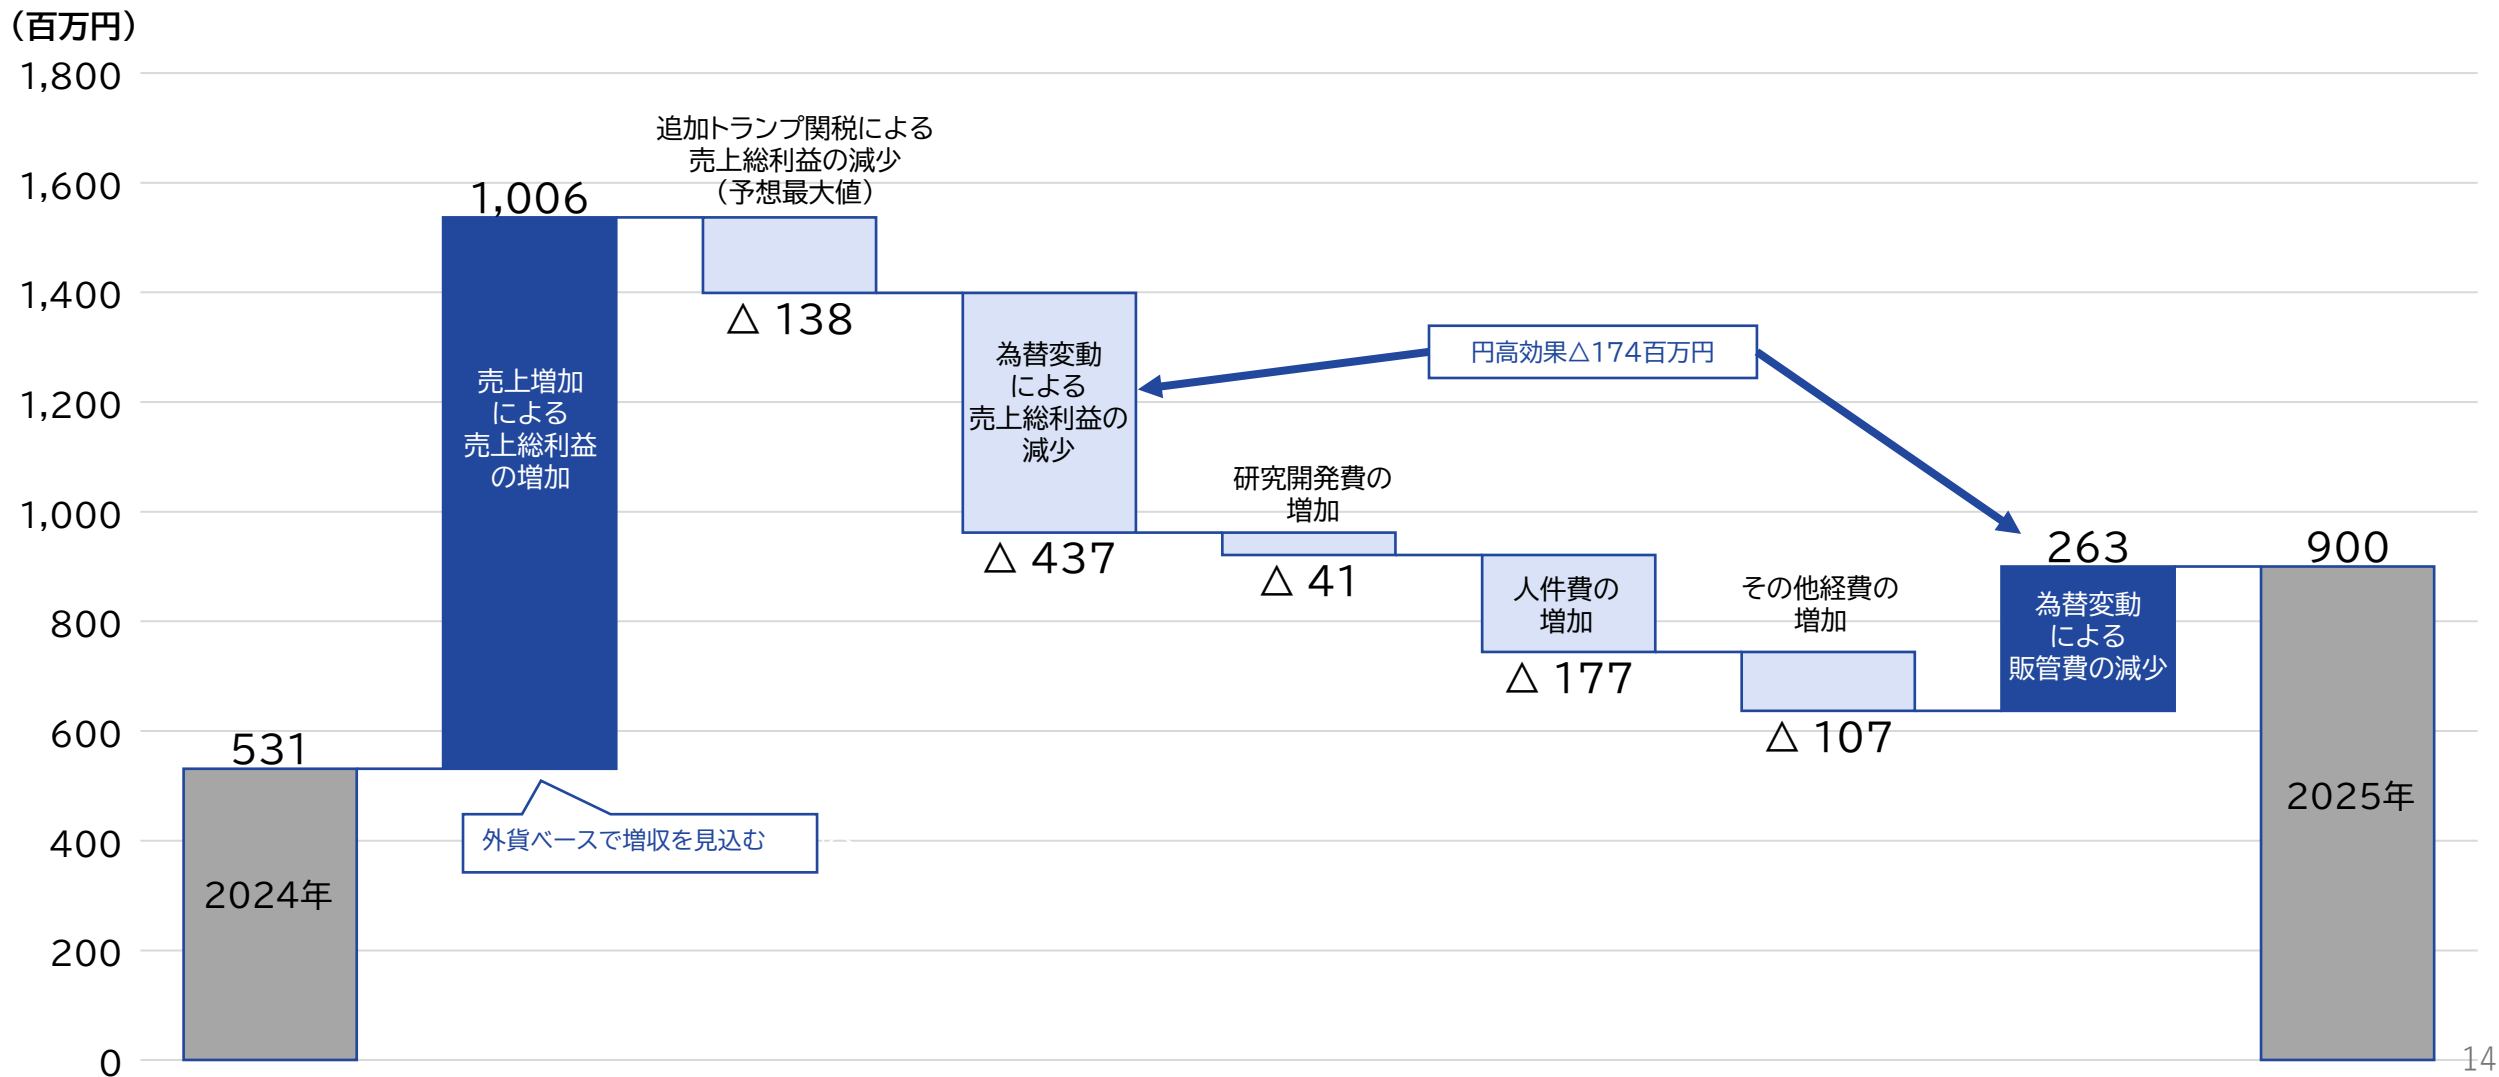 （百万円）
1,800
1,600
1,400
1,200
1,000
800
600
400
200
0
531
2024年
1,006
売上増加
による
売上総利益
の増加
外貨ベースで増収を見込む
追加トランプ関税による
売上総利益の減少
（予想最大値）
△ 138
為替変動
による
売上総利益の
減少
△ 437
円高効果△174百万円
研究開発費の
増加
△ 41
人件費の
増加
△ 177
その他経費の
増加
△ 107
263
為替変動
による
販管費の減少
900
2025年
14